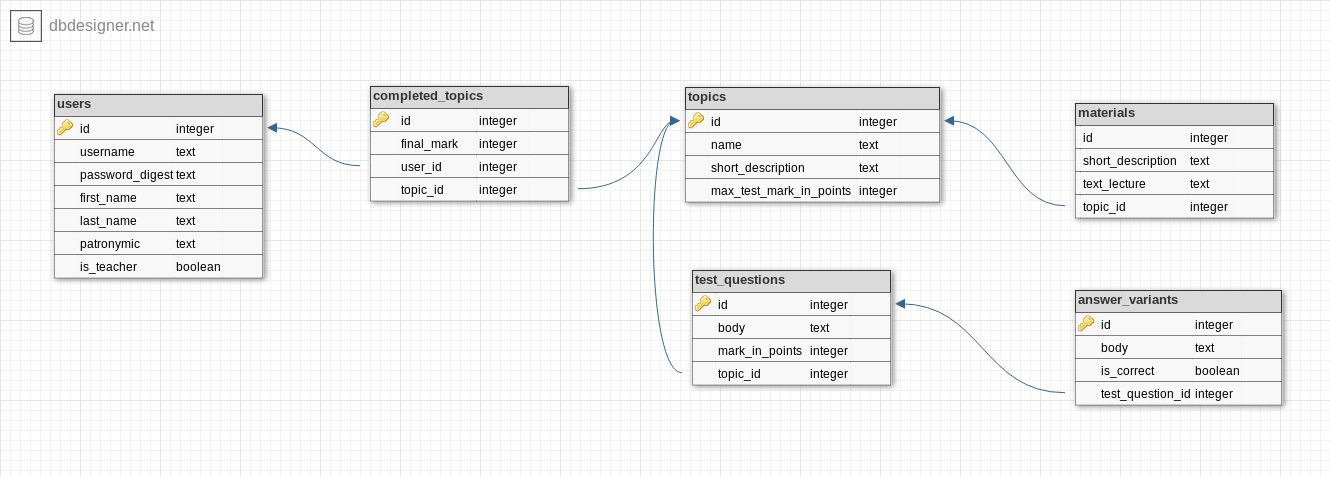 dbdesigner.net
users
id integer
username text
password_digest text
first_name text
last_name text
patronymic text
is_teacher boolean
completed_topics
id integer
final_mark integer
user_id integer
topic_id integer
topics
id integer
name text
short_description text
max_test_mark_in_points integer
materials
id integer
short_description text
text_lecture text
topic_id integer
test_questions
id integer
body text
mark_in_points integer
topic_id integer
answer_variants
id integer
body text
is_correct boolean
test_question_id integer